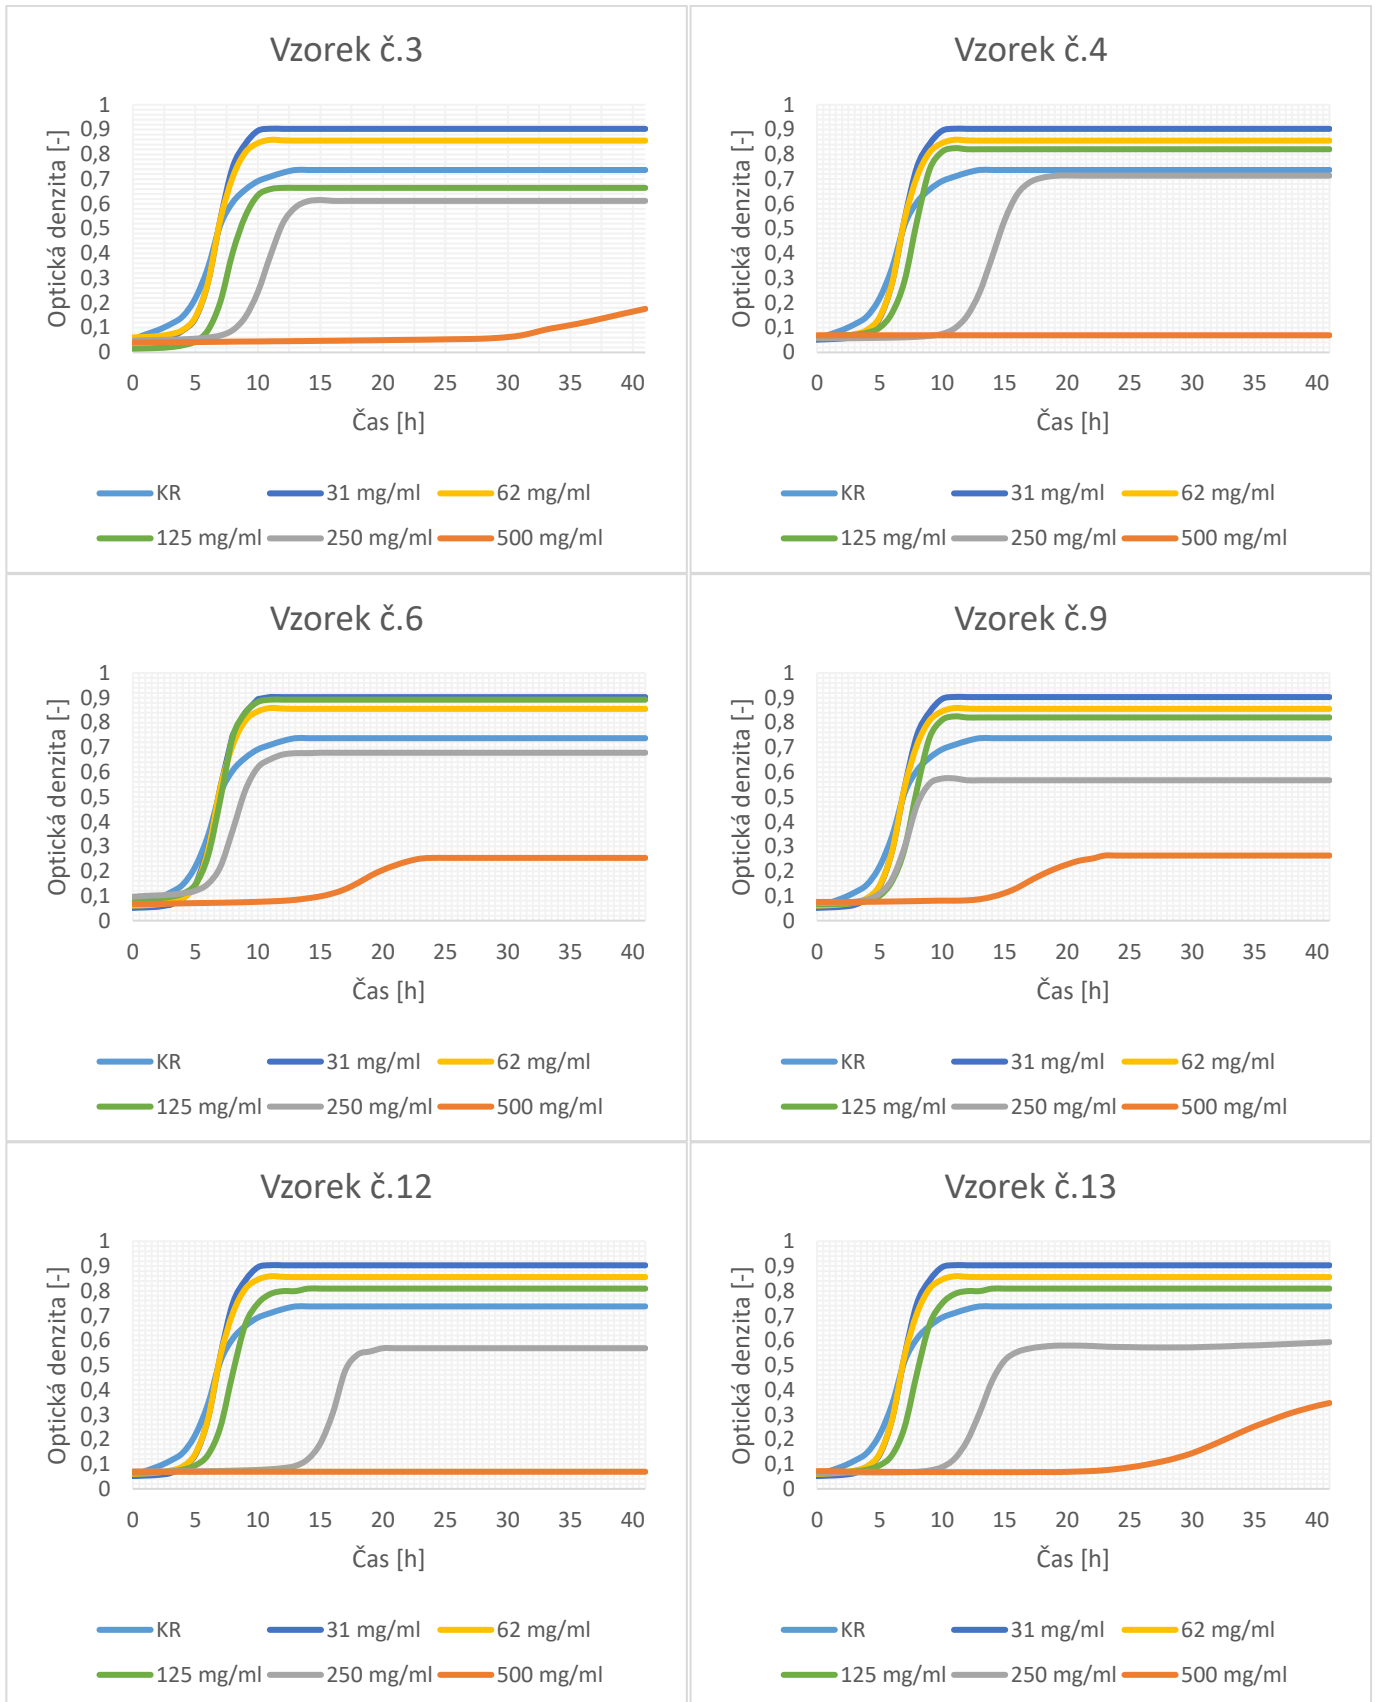 Vzorek č.3
Optická denzita [-]
1
0,9
0,8
0,7
0,6
0,5
0,4
0,3
0,2
0,1
0
0 5 10 15 20 25 30 35 40
Čas [h]
KR 31 mg/ml 62 mg/ml
125 mg/ml 250 mg/ml 500 mg/ml
Vzorek č.4
Optická denzita [-]
1
0,9
0,8
0,7
0,6
0,5
0,4
0,3
0,2
0,1
0
0 5 10 15 20 25 30 35 40
Čas [h]
KR 31 mg/ml 62 mg/ml
125 mg/ml 250 mg/ml 500 mg/ml
Vzorek č.6
Optická denzita [-]
1
0,9
0,8
0,7
0,6
0,5
0,4
0,3
0,2
0,1
0
0 5 10 15 20 25 30 35 40
Čas [h]
KR 31 mg/ml 62 mg/ml
125 mg/ml 250 mg/ml 500 mg/ml
Vzorek č.9
Optická denzita [-]
1
0,9
0,8
0,7
0,6
0,5
0,4
0,3
0,2
0,1
0
0 5 10 15 20 25 30 35 40
Čas [h]
KR 31 mg/ml 62 mg/ml
125 mg/ml 250 mg/ml 500 mg/ml
Vzorek č.12
Optická denzita [-]
1
0,9
0,8
0,7
0,6
0,5
0,4
0,3
0,2
0,1
0
0 5 10 15 20 25 30 35 40
Čas [h]
KR 31 mg/ml 62 mg/ml
125 mg/ml 250 mg/ml 500 mg/ml
Vzorek č.13
Optická denzita [-]
1
0,9
0,8
0,7
0,6
0,5
0,4
0,3
0,2
0,1
0
0 5 10 15 20 25 30 35 40
Čas [h]
KR 31 mg/ml 62 mg/ml
125 mg/ml 250 mg/ml 500 mg/ml